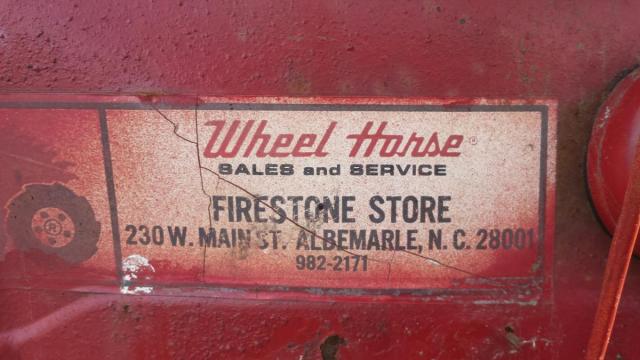 Wheel Horse®
SALES and SERVICE
FIRESTONE STORE
230 W. MAIN ST. ALBEMARLE, N. C. 28001
982-2171
®